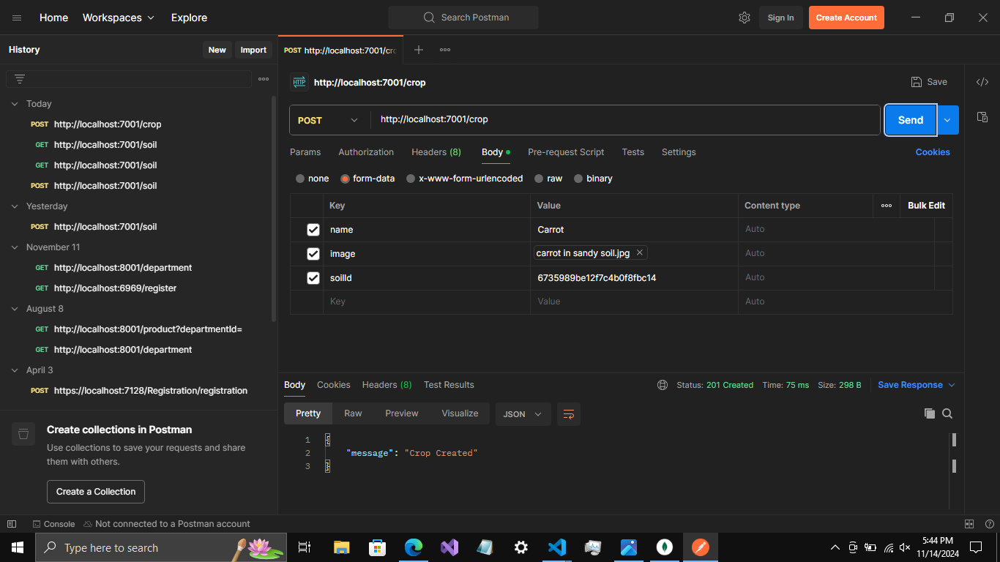 Home Workspaces Explore Search Postman Sign In Create Account
History New Import
POST http://localhost:7001/cro
HTTP http://localhost:7001/crop Save
Today
POST http://localhost:7001/crop
GET http://localhost:7001/soil
GET http://localhost:7001/soil
POST http://localhost:7001/soil
Yesterday
POST http://localhost:7001/soil
November 11
GET http://localhost:8001/department
GET http://localhost:6969/register
August 8
GET http://localhost:8001/product?departmentId=
GET http://localhost:8001/department
April 3
POST https://localhost:7128/Registration/registration
Create collections in Postman
Use collections to save your requests and share
them with others.
Create a Collection
POST http://localhost:7001/crop Send
Params Authorization Headers (8) Body Pre-request Script Tests Settings Cookies
none form-data x-www-form-urlencoded raw binary
Key Value Content type Bulk Edit
name Carrot Auto
image carrot in sandy soil.jpg Auto
soilId 6735989be12f7c4b0f8fbc14 Auto
Key Value Auto
Body Cookies Headers (8) Test Results Status: 201 Created Time: 75 ms Size: 298 B Save Response
Pretty Raw Preview Visualize JSON
1 {
2 "message": "Crop Created"
3 }
Console Not connected to a Postman account
Type here to search
5:44 PM
11/14/2024